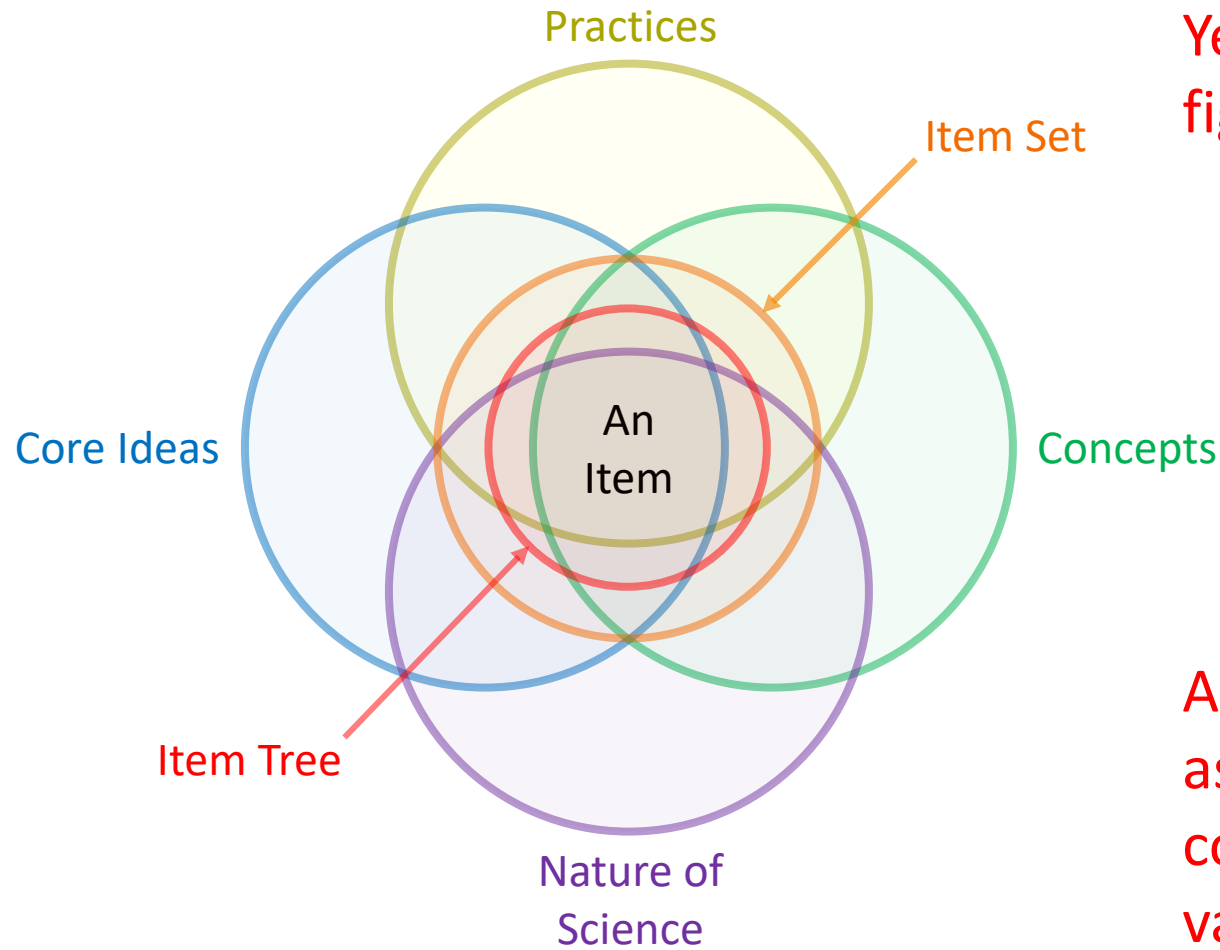 Practices
Item Set
Core Ideas
An
Item
Concepts
Item Tree
Nature of
Science